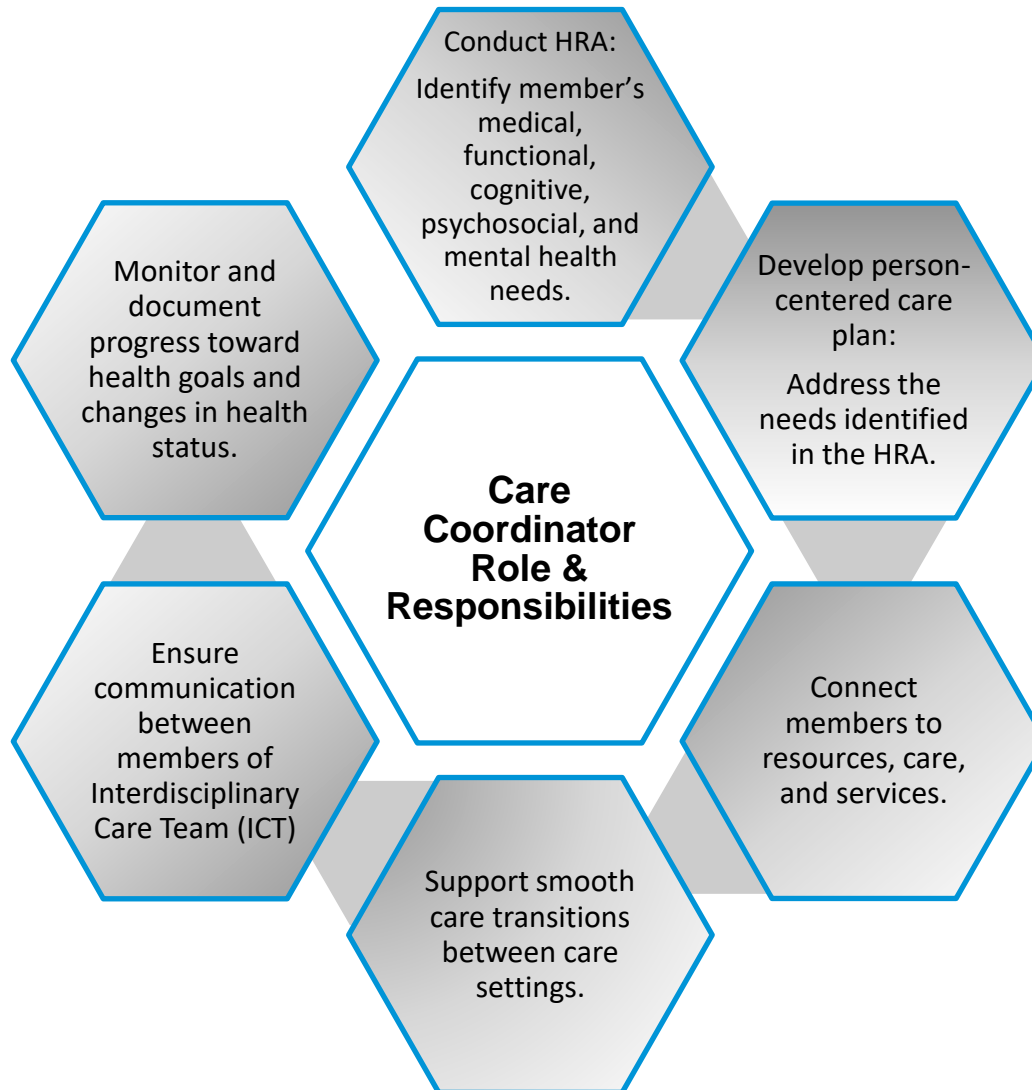 Conduct HRA:
Identify member’s
medical,
functional,
cognitive,
psychosocial, and
mental health
needs.
Develop person-
centered care
plan:
Address the
needs identified
in the HRA.
Connect
members to
resources, care,
and services.
Support smooth
care transitions
between care
settings.
Ensure
communication
between
members of
Interdisciplinary
Care Team (ICT)
Monitor and
document
progress toward
health goals and
changes in health
status.
Care
Coordinator
Role &
Responsibilities